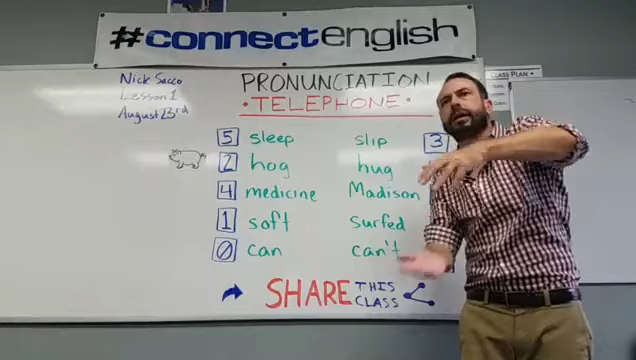 #connectenglish
CLASS PLAN
Nick Sacco
Lesson 1
August 23rd
PRONUNCIATION
• TELEPHONE •
5 sleep slip 3
2 hog hug
4 medicine Madison
1 soft surfed
0 can can't
SHARE THIS CLASS